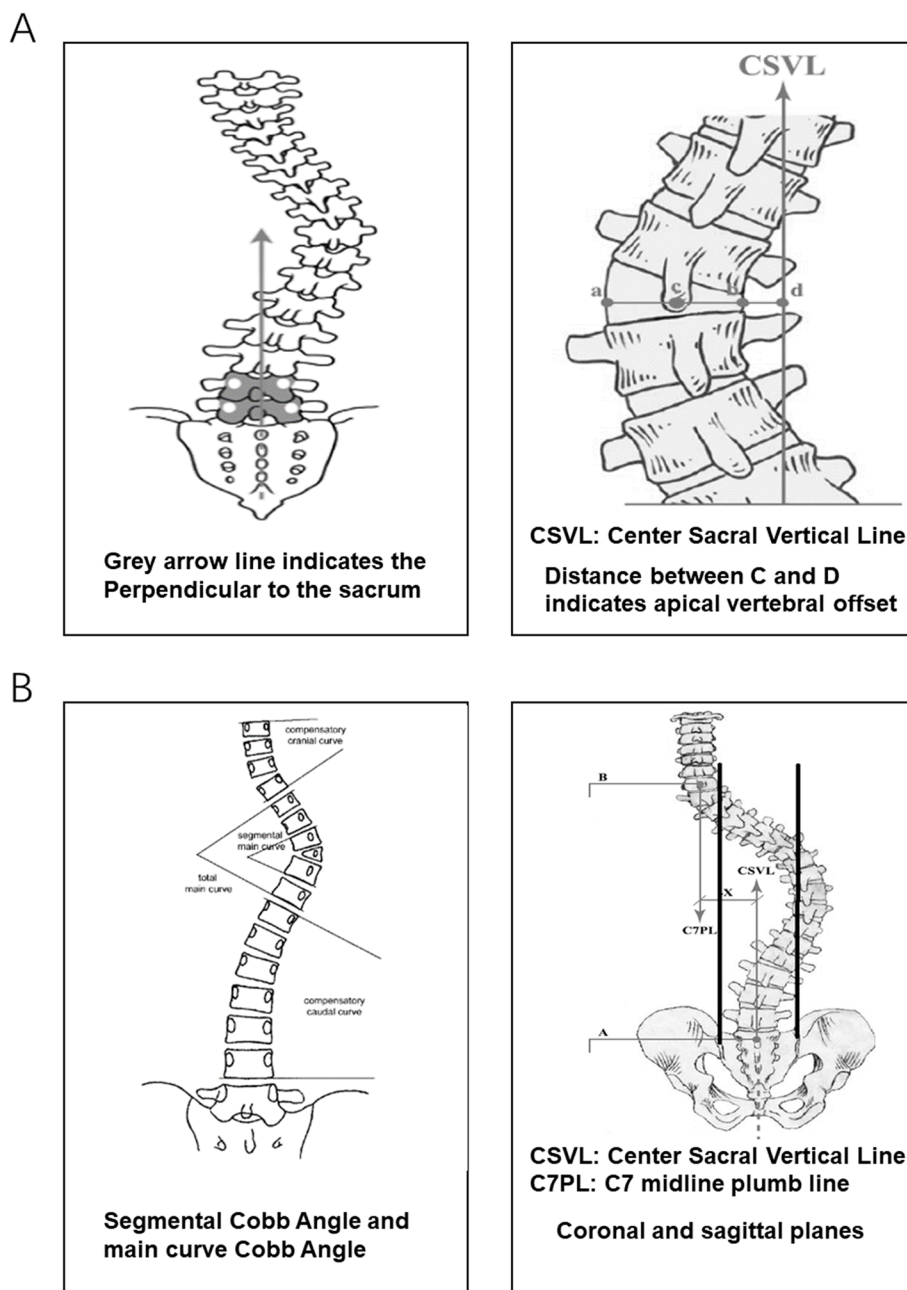 A
Grey arrow line indicates the
Perpendicular to the sacrum
CSVL
a
c
b
d
CSVL: Center Sacral Vertical Line
Distance between C and D
indicates apical vertebral offset
B
compensatory
cranial curve
segmental
main curve
total
main curve
compensatory
caudal curve
Segmental Cobb Angle and
main curve Cobb Angle
B
CSVL
-X
C7PL
A
CSVL: Center Sacral Vertical Line
C7PL: C7 midline plumb line
Coronal and sagittal planes